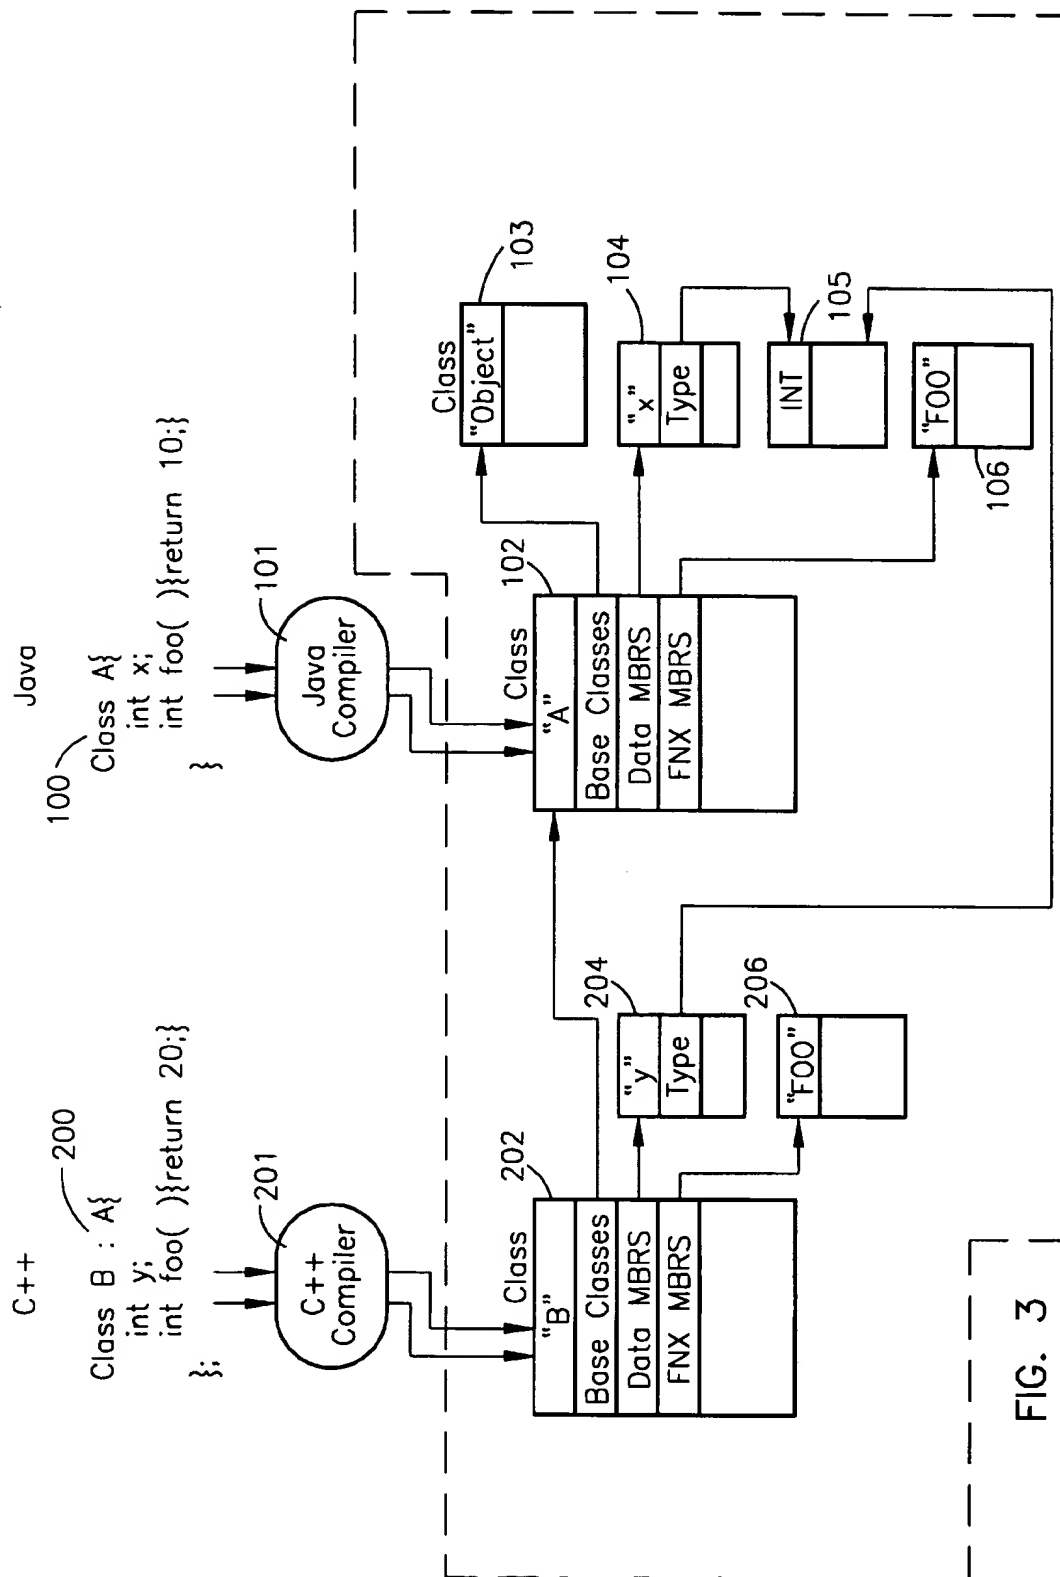 C++
200
Class B : A{
int y;
int foo( ){return 20;}
};
201
C++
Compiler
202
Class
"B"
Base Classes
Data MBRS
FNX MBRS
204
"y"
Type
206
"FOO"
Java
100
Class A{
int x;
int foo( ){return 10;}
}
101
Java
Compiler
102
Class
"A"
Base Classes
Data MBRS
FNX MBRS
103
Class
"Object"
104
"x"
Type
105
INT
106
"FOO"
FIG. 3